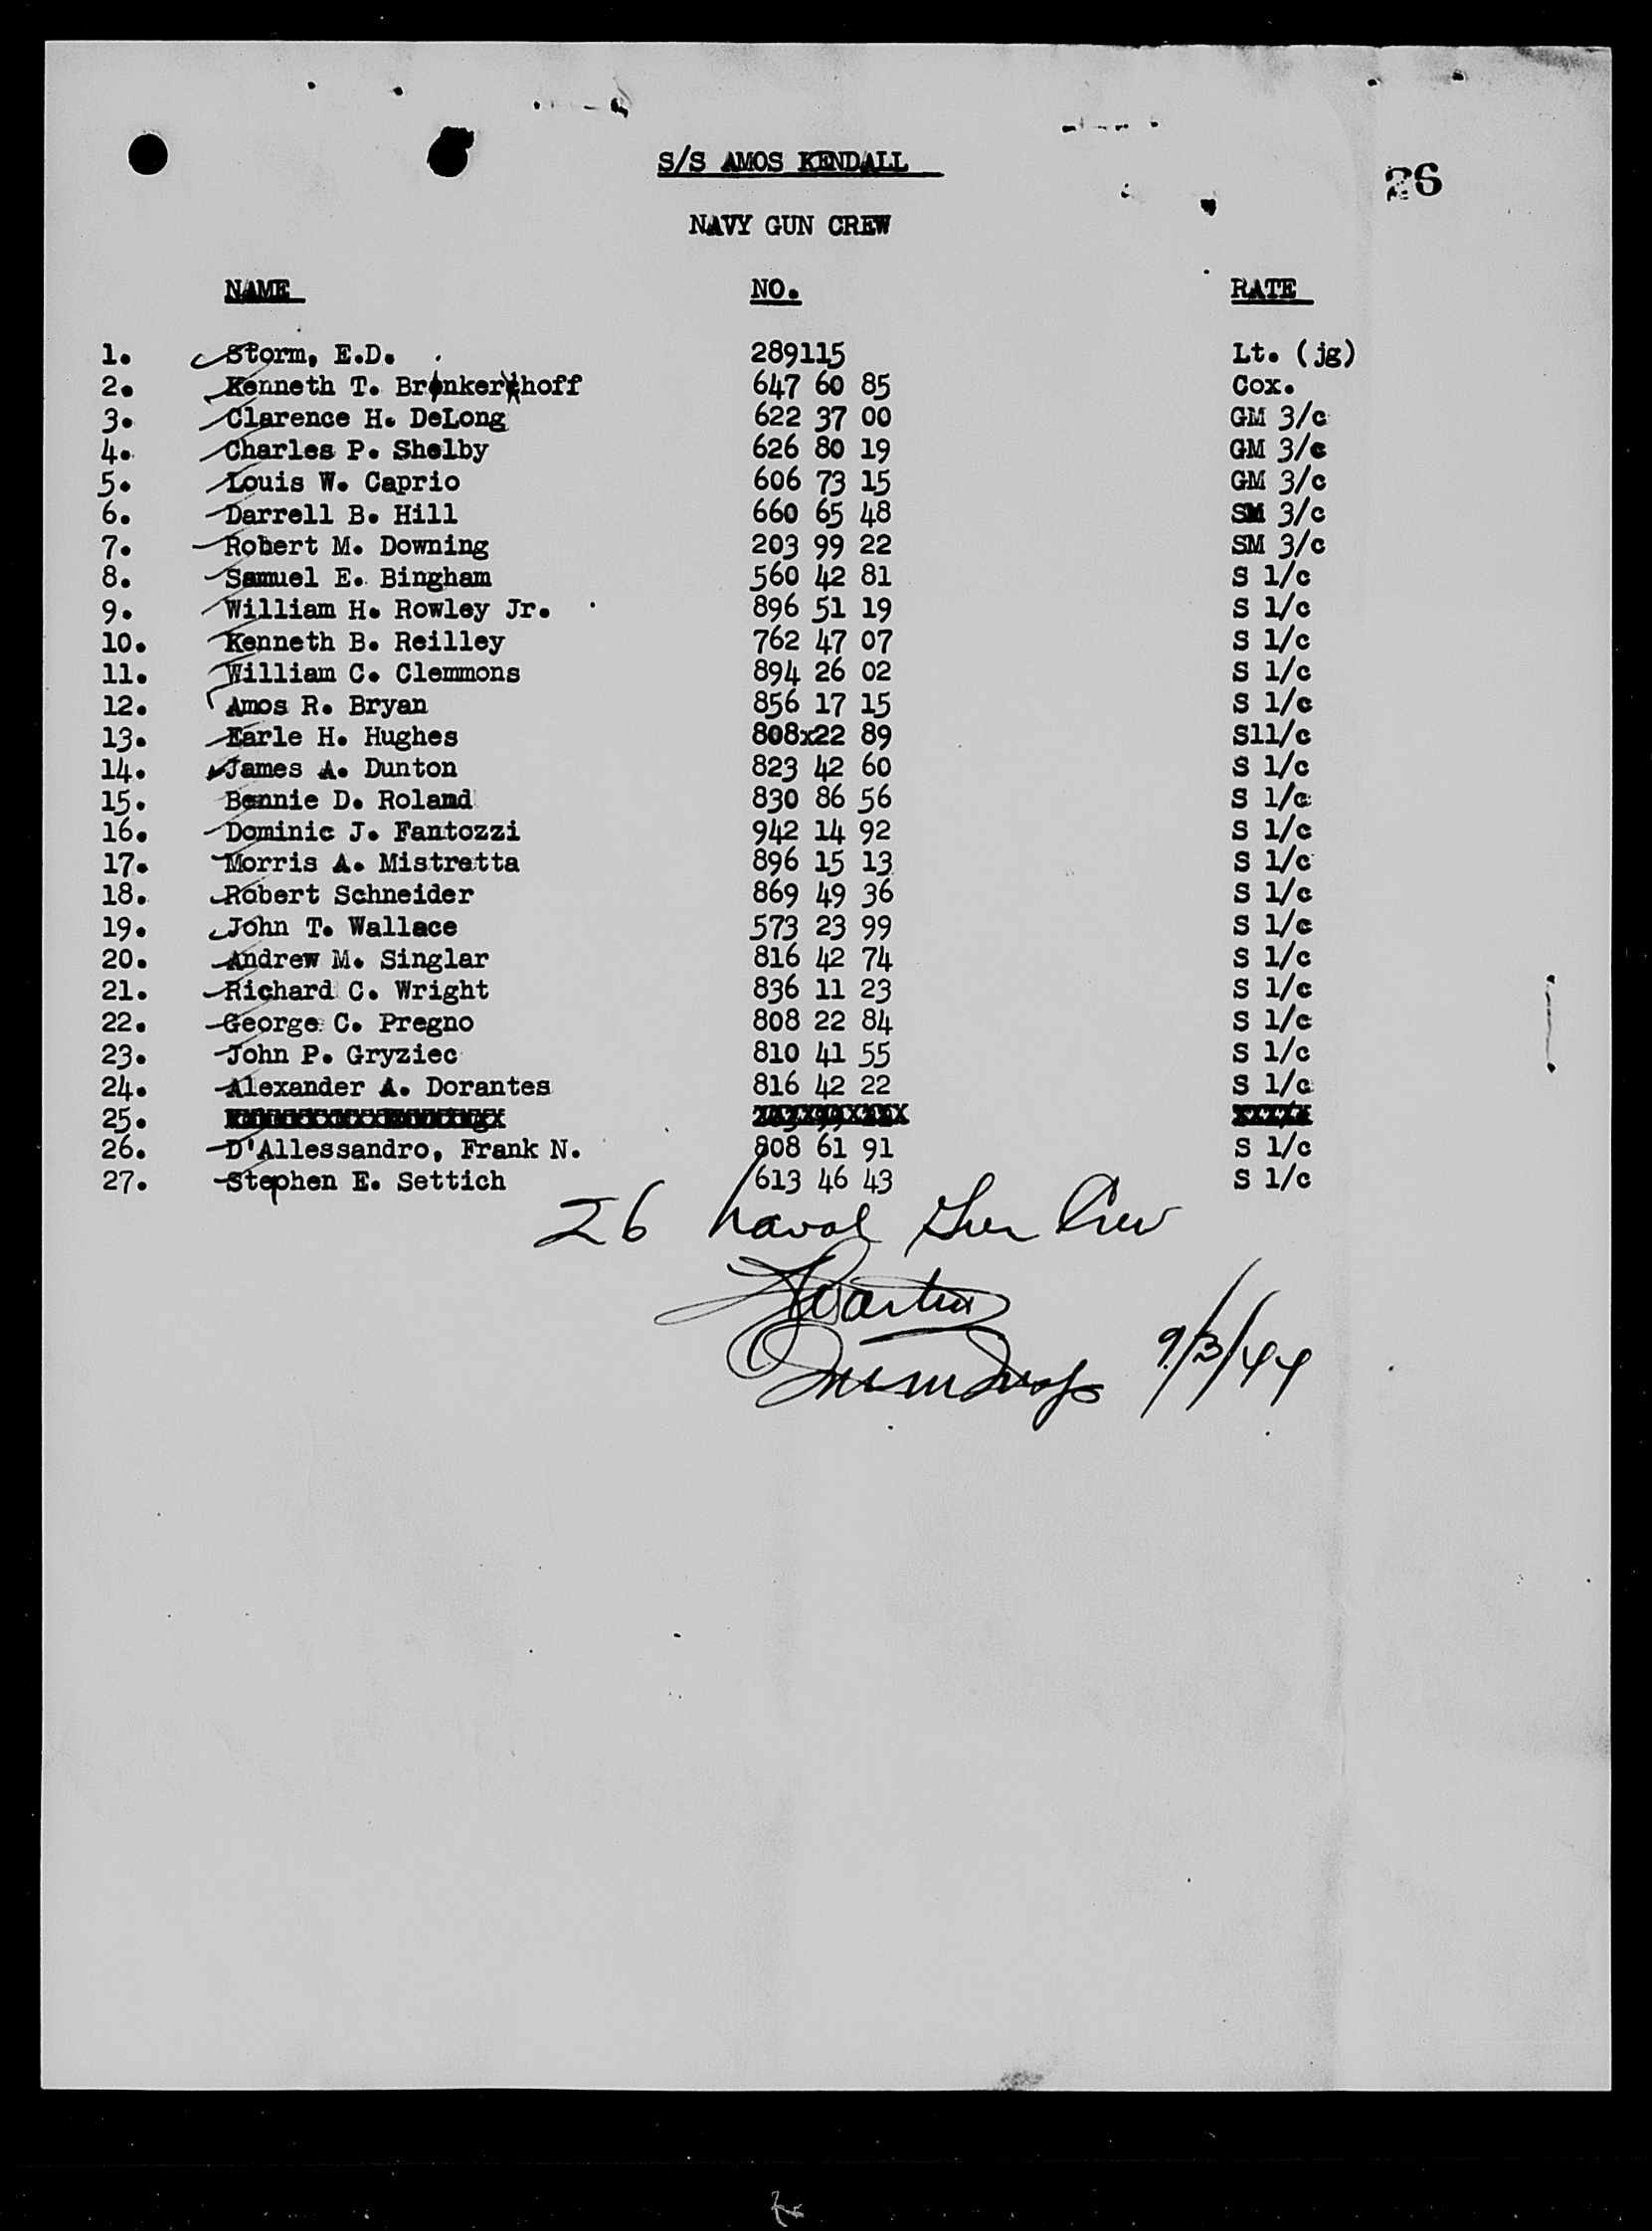 S/S AMOS KENDALL
26
NAVY GUN CREW
NAME NO. RATE
1. Storm, E.D. 289115 Lt. (jg)
2. Kenneth T. Brinkerhoff 647 60 85 Cox.
3. Clarence H. DeLong 622 37 00 GM 3/c
4. Charles P. Shelby 626 80 19 GM 3/c
5. Louis W. Caprio 606 73 15 GM 3/c
6. Darrell B. Hill 660 65 48 SM 3/c
7. Robert M. Downing 203 99 22 SM 3/c
8. Samuel E. Bingham 560 42 81 S 1/c
9. William H. Rowley Jr. 896 51 19 S 1/c
10. Kenneth B. Reilley 762 47 07 S 1/c
11. William C. Clemmons 894 26 02 S 1/c
12. Amos R. Bryan 856 17 15 S 1/c
13. Earle H. Hughes 808x22 89 S11/c
14. James A. Dunton 823 42 60 S 1/c
15. Bennie D. Roland 830 86 56 S 1/c
16. Dominic J. Fantozzi 942 14 92 S 1/c
17. Morris A. Mistretta 896 15 13 S 1/c
18. Robert Schneider 869 49 36 S 1/c
19. John T. Wallace 573 23 99 S 1/c
20. Andrew M. Singlar 816 42 74 S 1/c
21. Richard C. Wright 836 11 23 S 1/c
22. George C. Pregno 808 22 84 S 1/c
23. John P. Gryziec 810 41 55 S 1/c
24. Alexander A. Dorantes 816 42 22 S 1/c
25.
26. D'Allessandro, Frank N. 808 61 91 S 1/c
27. Stephen E. Settich 613 46 43 S 1/c
26 Naval Gun Crew
9/3/44